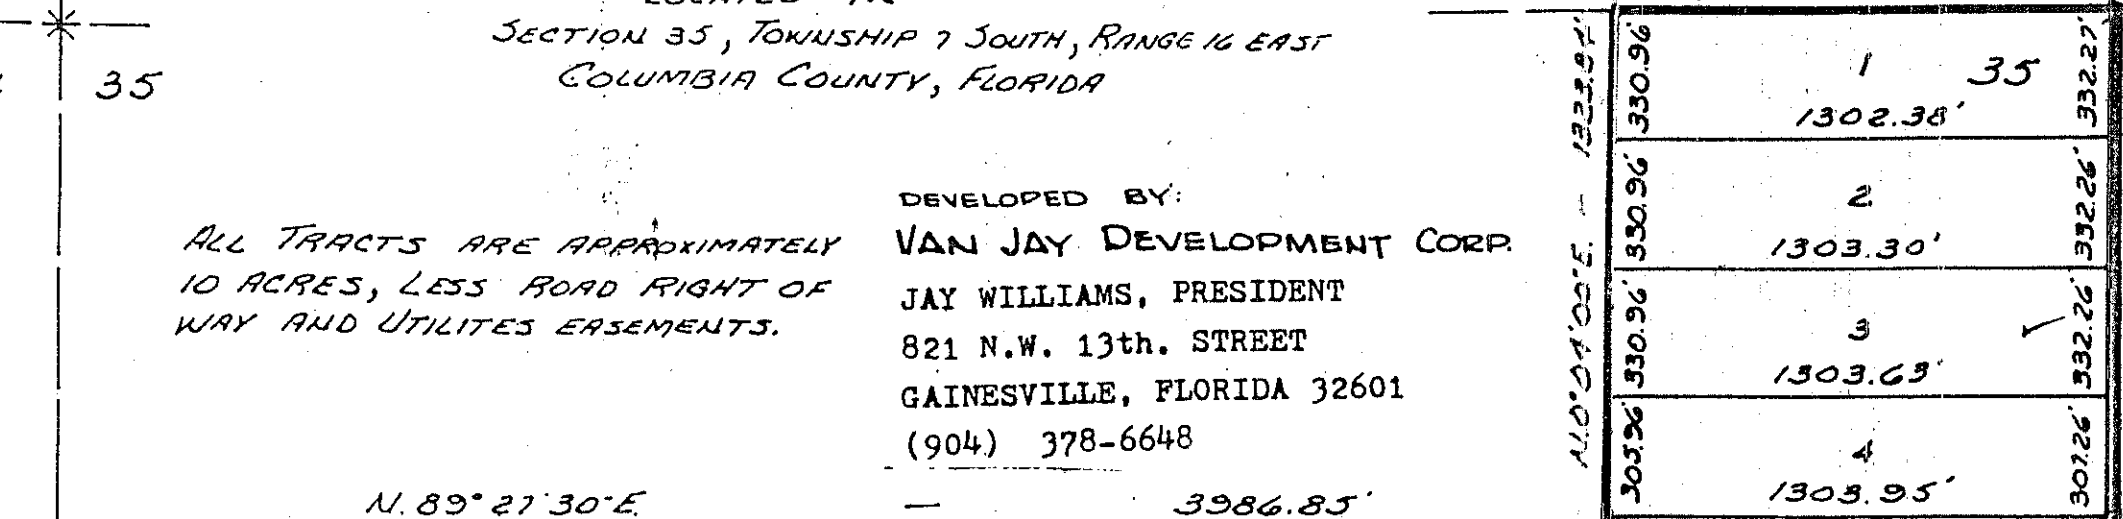 SECTION 35, TOWNSHIP 7 SOUTH, RANGE 16 EAST
COLUMBIA COUNTY, FLORIDA
35
ALL TRACTS ARE APPROXIMATELY
10 ACRES, LESS ROAD RIGHT OF
WAY AND UTILITES EASEMENTS.
DEVELOPED BY:
VAN JAY DEVELOPMENT CORP.
JAY WILLIAMS, PRESIDENT
821 N.W. 13th. STREET
GAINESVILLE, FLORIDA 32601
(904) 378-6648
N. 89° 27' 30" E. — 3986.85'
N.0°04'00"E. -
330.96' 1 35 332.27'
1302.38'
330.96' 2 332.26'
1303.30'
330.96' 3 332.26'
1303.63'
305.96' 4 307.26'
1303.95'